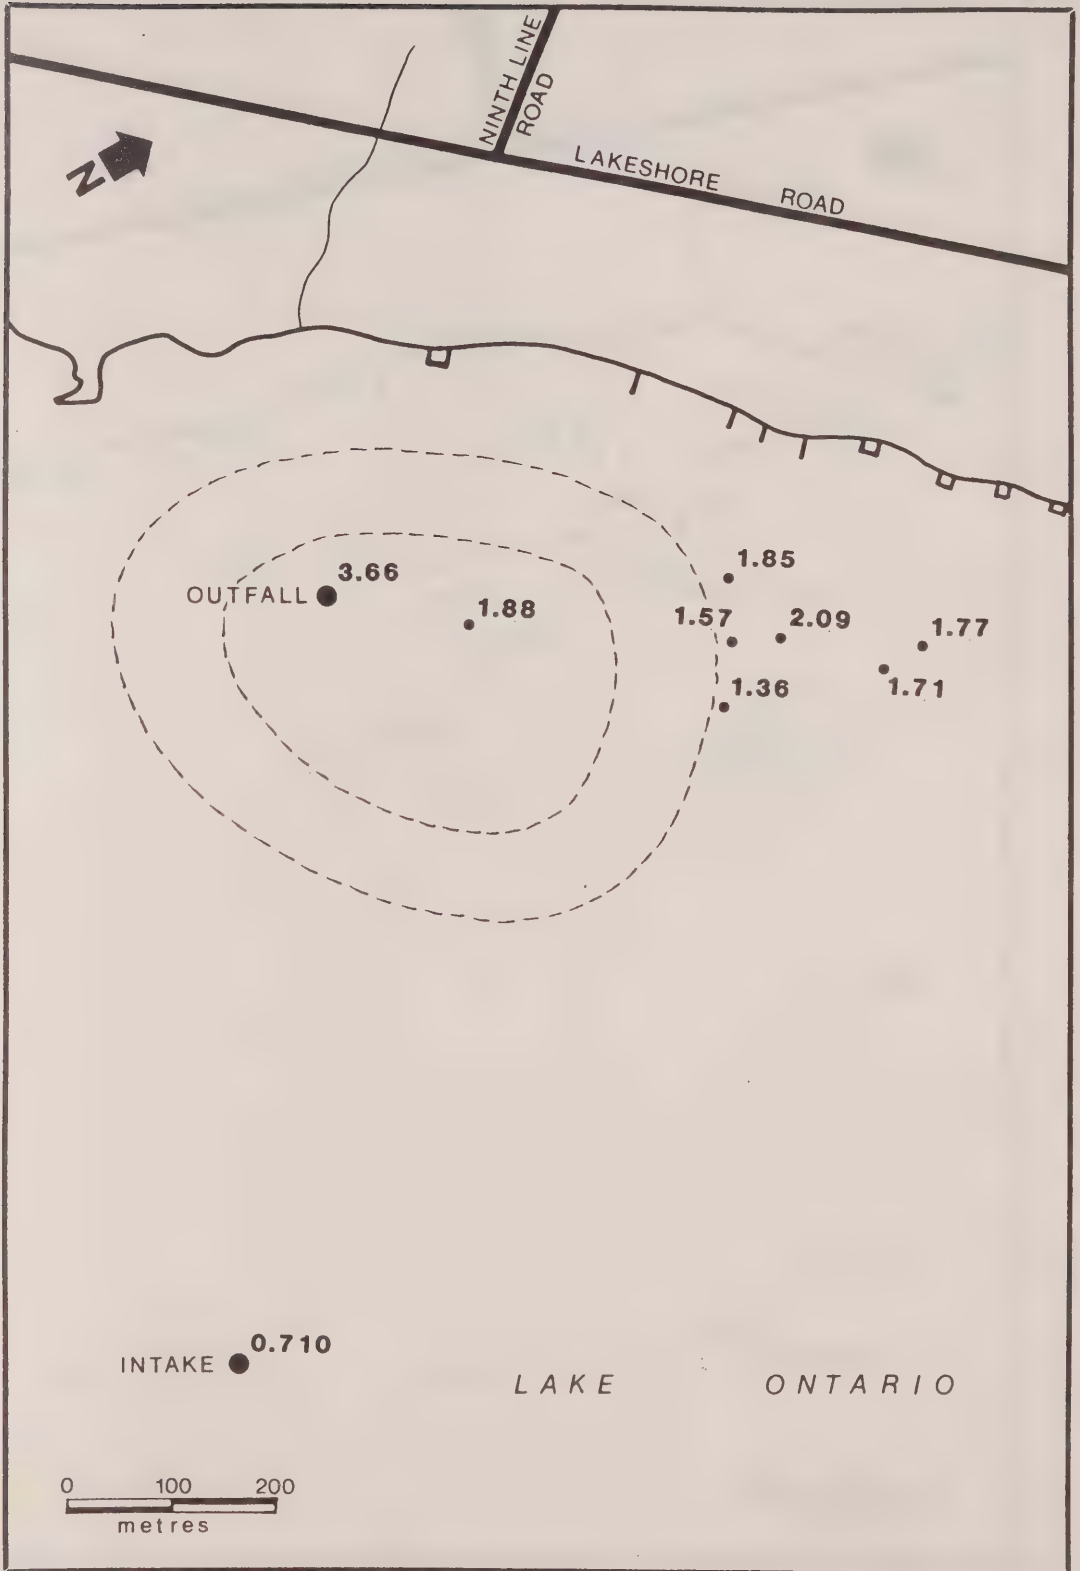 NINTH LINE
ROAD
LAKESHORE ROAD
N
1.85
3.66
OUTFALL
1.88
1.57
2.09
1.77
1.36
1.71
0.710
INTAKE
LAKE ONTARIO
0 100 200
metres